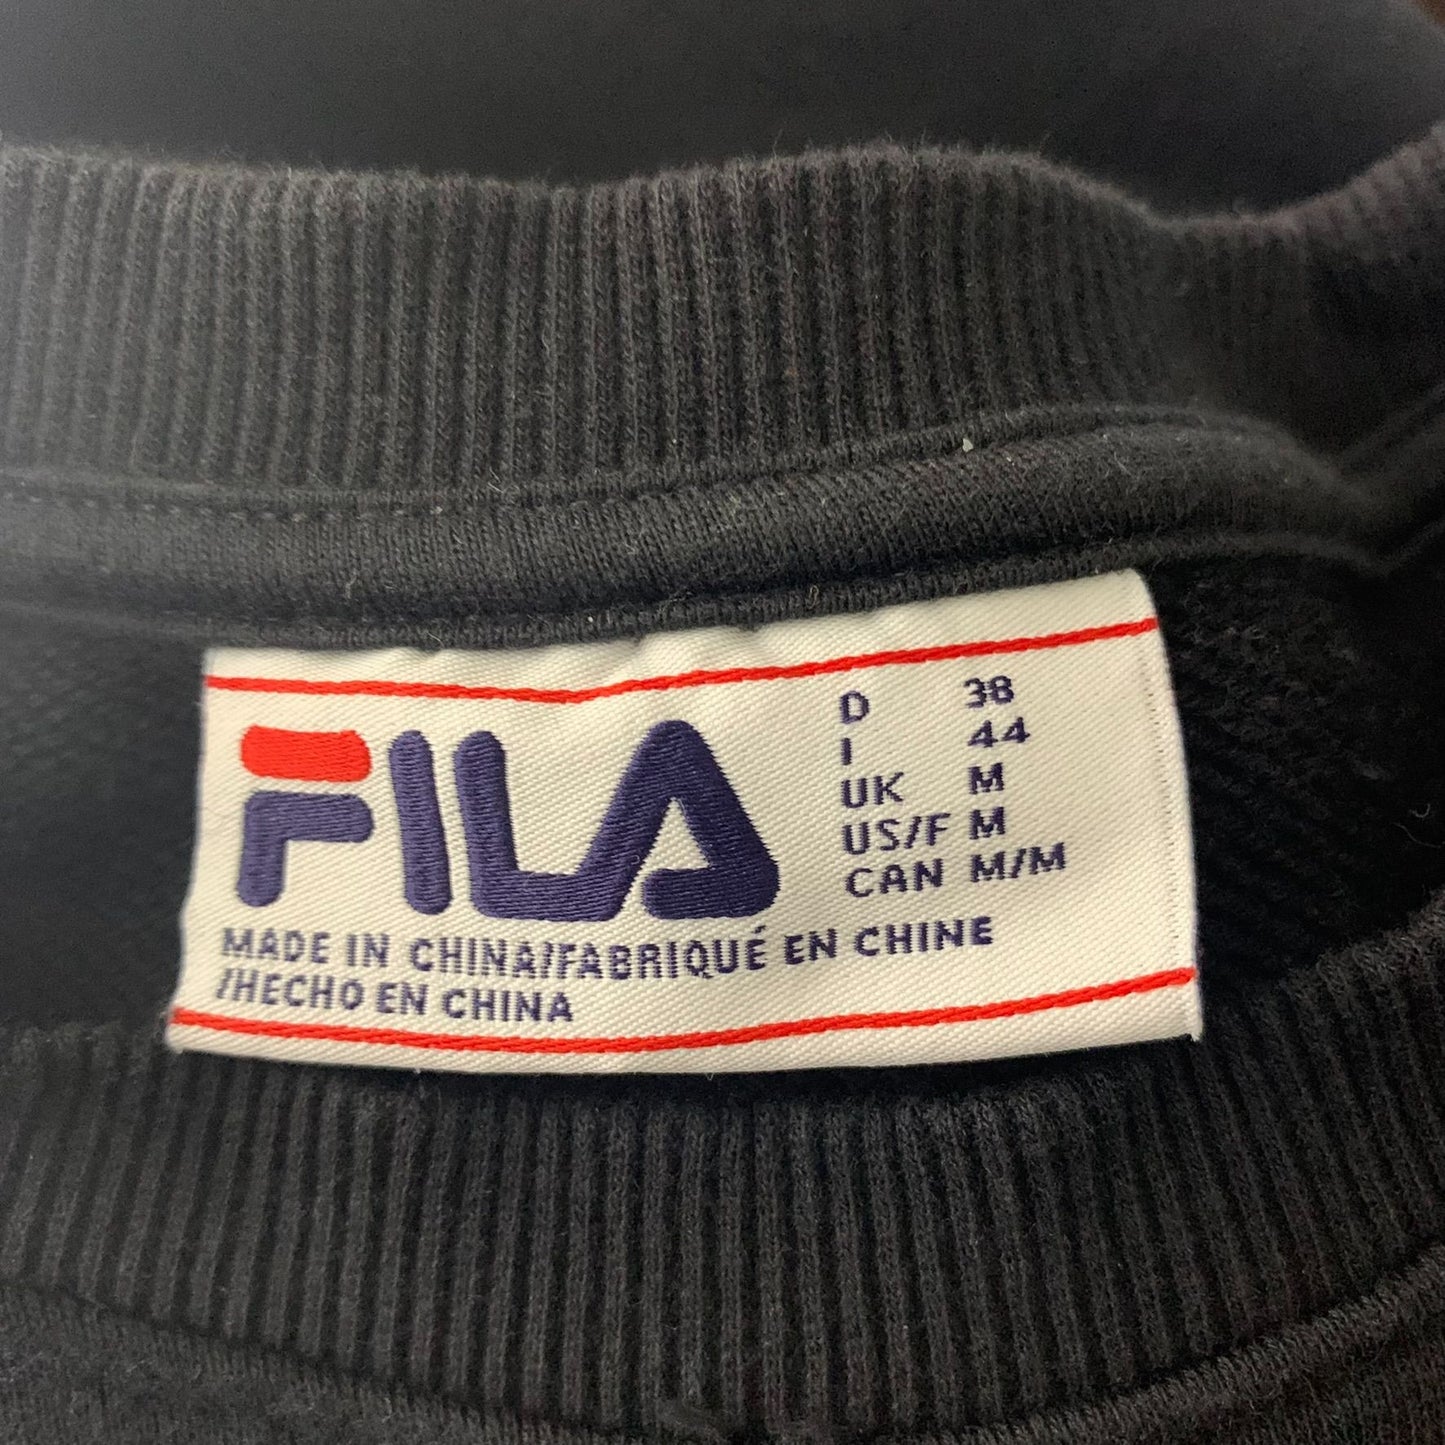 FILA
D 38
I 44
UK M
US/F M
CAN M/M
MADE IN CHINA/FABRIQUÉ EN CHINE
/HECHO EN CHINA